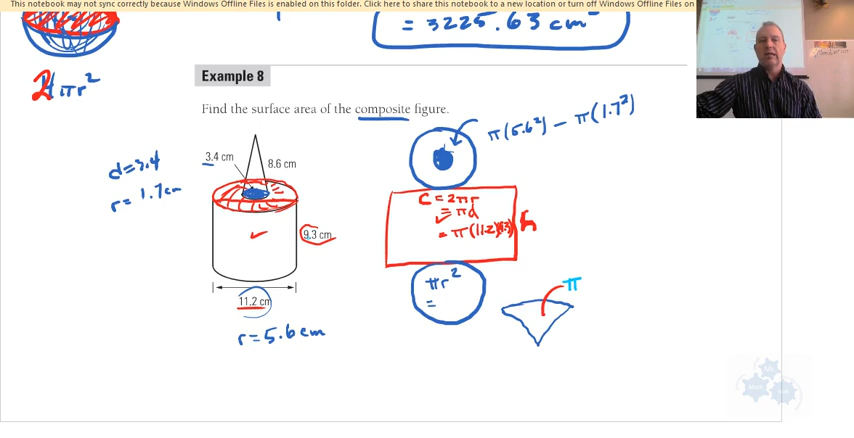 This notebook may not sync correctly because Windows Offline Files is enabled on this folder. Click here to share this notebook to a new location or turn off Windows Offline Files on
= 3225.63 cm
2πr²
Example 8
Find the surface area of the composite figure.
π(5.6²) − π(1.7²)
3.4 cm
8.6 cm
d=3.4
r=1.7cm
C=2πr
=πd
=π(11.2)(9.3)
h
9.3 cm
πr²
=
π
11.2 cm
r=5.6cm